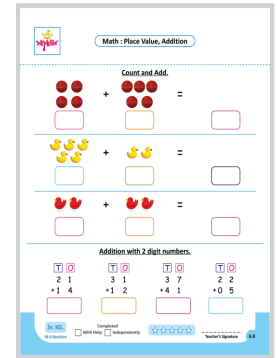 Math : Place Value, Addition
Count and Add.
+ =
+ =
+ =
Addition with 2 digit numbers.
T O T O T O T O
2 1 3 1 3 7 2 2
+1 4 +1 2 +4 1 +0 5
Sr. KG.
Completed
With Help Independently
Teacher's Signature